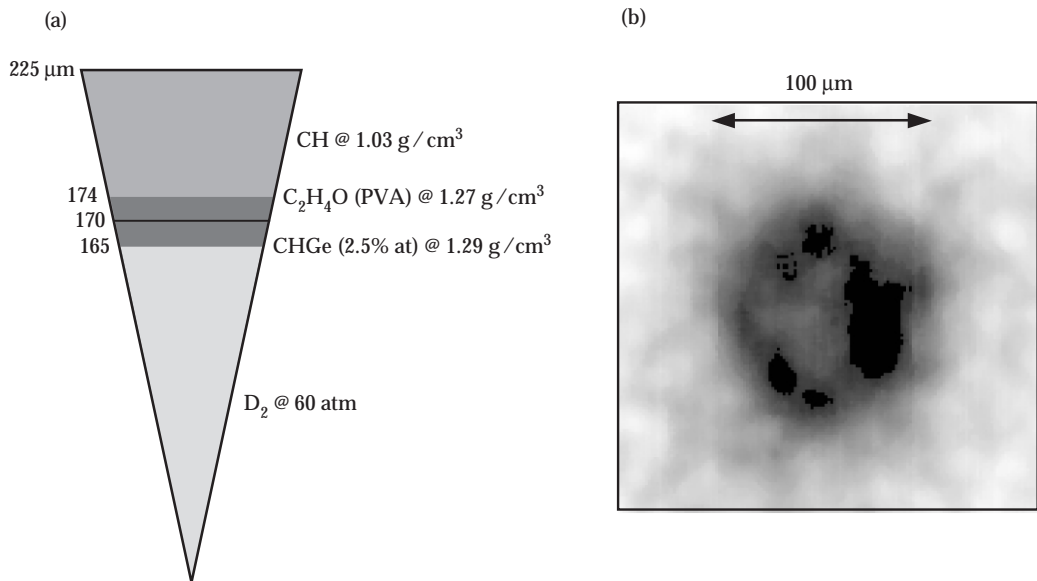 (a)
225 μm
CH @ 1.03 g/cm³
174
C₂H₄O (PVA) @ 1.27 g/cm³
170
165
CHGe (2.5% at) @ 1.29 g/cm³
D₂ @ 60 atm
(b)
100 μm